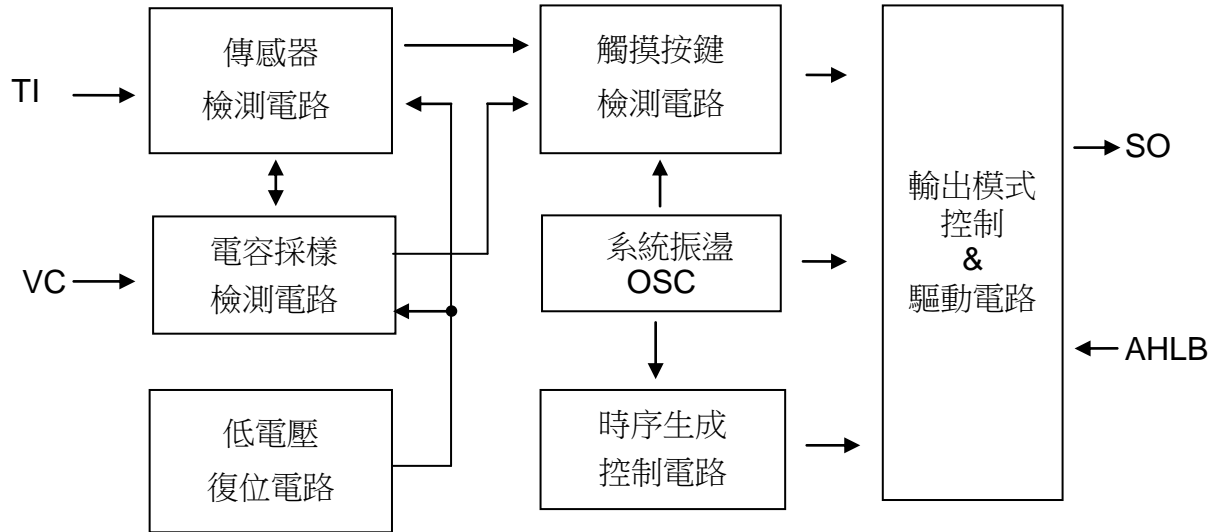 傳感器
檢測電路
觸摸按鍵
檢測電路
TI
SO
輸出模式
控制
&
驅動電路
電容採樣
檢測電路
系統振盪
OSC
VC
AHLB
低電壓
復位電路
時序生成
控制電路